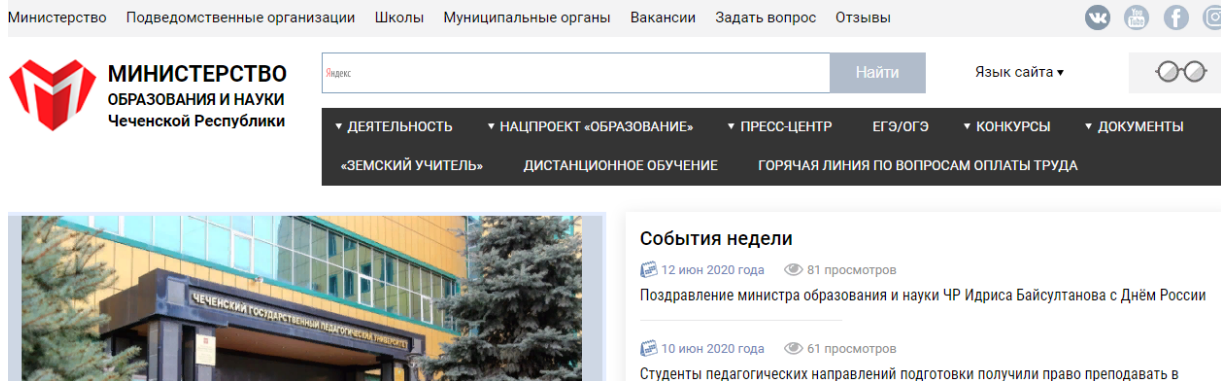 Министерство Подведомственные организации Школы Муниципальные органы Вакансии Задать вопрос Отзывы
You Tube
МИНИСТЕРСТВО
ОБРАЗОВАНИЯ И НАУКИ
Чеченской Республики
Яндекс
Найти
Язык сайта ▾
▾ ДЕЯТЕЛЬНОСТЬ ▾ НАЦПРОЕКТ «ОБРАЗОВАНИЕ» ▾ ПРЕСС-ЦЕНТР ЕГЭ/ОГЭ ▾ КОНКУРСЫ ▾ ДОКУМЕНТЫ
«ЗЕМСКИЙ УЧИТЕЛЬ» ДИСТАНЦИОННОЕ ОБУЧЕНИЕ ГОРЯЧАЯ ЛИНИЯ ПО ВОПРОСАМ ОПЛАТЫ ТРУДА
ЧЕЧЕНСКИЙ ГОСУДАРСТВЕННЫЙ ПЕДАГОГИЧЕСКИЙ УНИВЕРСИТЕТ
События недели
12 июн 2020 года 81 просмотров
Поздравление министра образования и науки ЧР Идриса Байсултанова с Днём России
10 июн 2020 года 61 просмотров
Студенты педагогических направлений подготовки получили право преподавать в